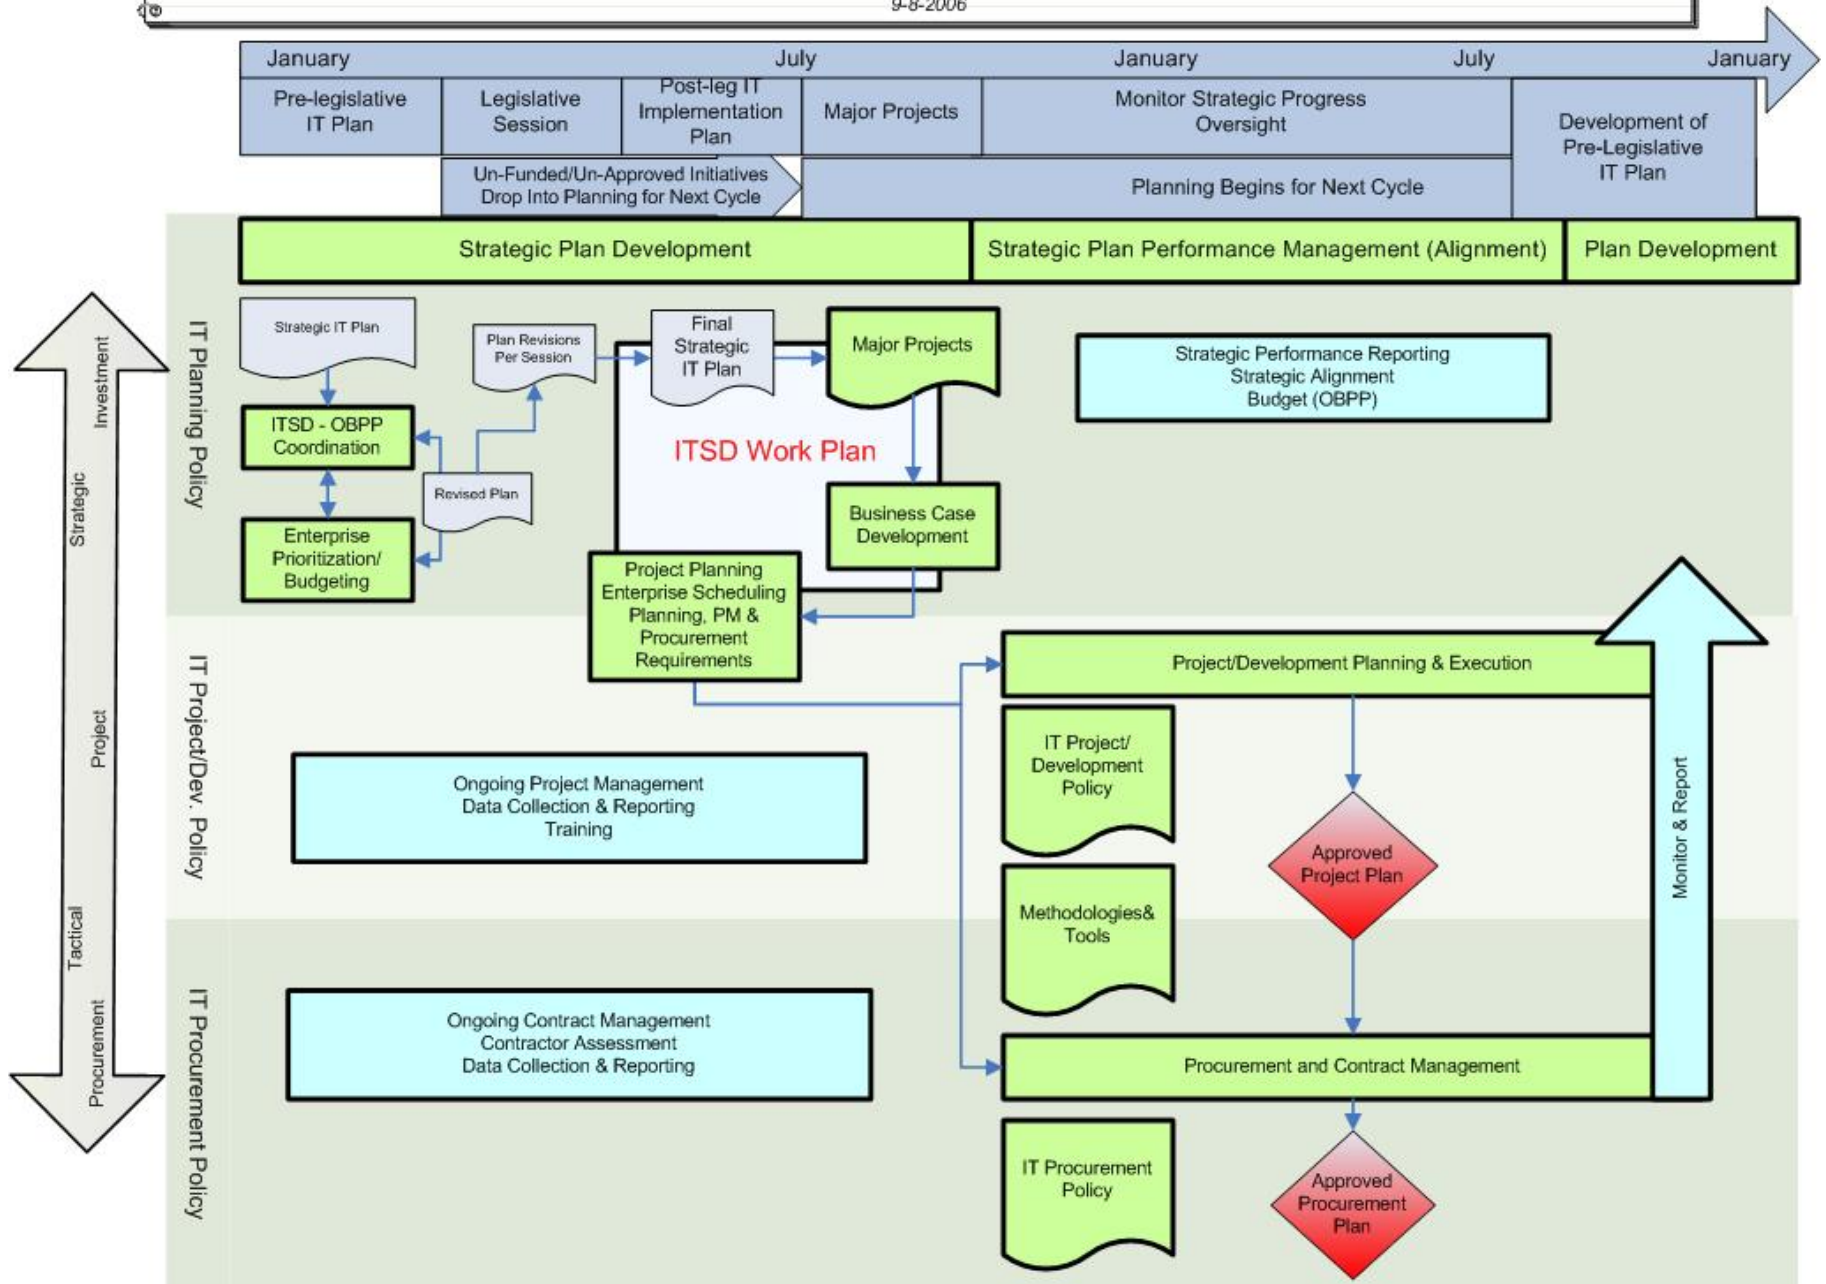 9-8-2006
January
July
January
July
January
Pre-legislative
IT Plan
Legislative
Session
Post-leg IT
Implementation
Plan
Major Projects
Monitor Strategic Progress
Oversight
Development of
Pre-Legislative
IT Plan
Un-Funded/Un-Approved Initiatives
Drop Into Planning for Next Cycle
Planning Begins for Next Cycle
Strategic Plan Development
Strategic Plan Performance Management (Alignment)
Plan Development
Investment
Strategic
Project
Tactical
Procurement
IT Planning Policy
Strategic IT Plan
Plan Revisions
Per Session
Final
Strategic
IT Plan
Major Projects
Strategic Performance Reporting
Strategic Alignment
Budget (OBPP)
ITSD - OBPP
Coordination
ITSD Work Plan
Revised Plan
Enterprise
Prioritization/
Budgeting
Business Case
Development
Project Planning
Enterprise Scheduling
Planning, PM &
Procurement
Requirements
IT Project/Dev. Policy
Project/Development Planning & Execution
IT Project/
Development
Policy
Ongoing Project Management
Data Collection & Reporting
Training
Approved
Project Plan
Monitor & Report
Methodologies&
Tools
IT Procurement Policy
Ongoing Contract Management
Contractor Assessment
Data Collection & Reporting
Procurement and Contract Management
IT Procurement
Policy
Approved
Procurement
Plan